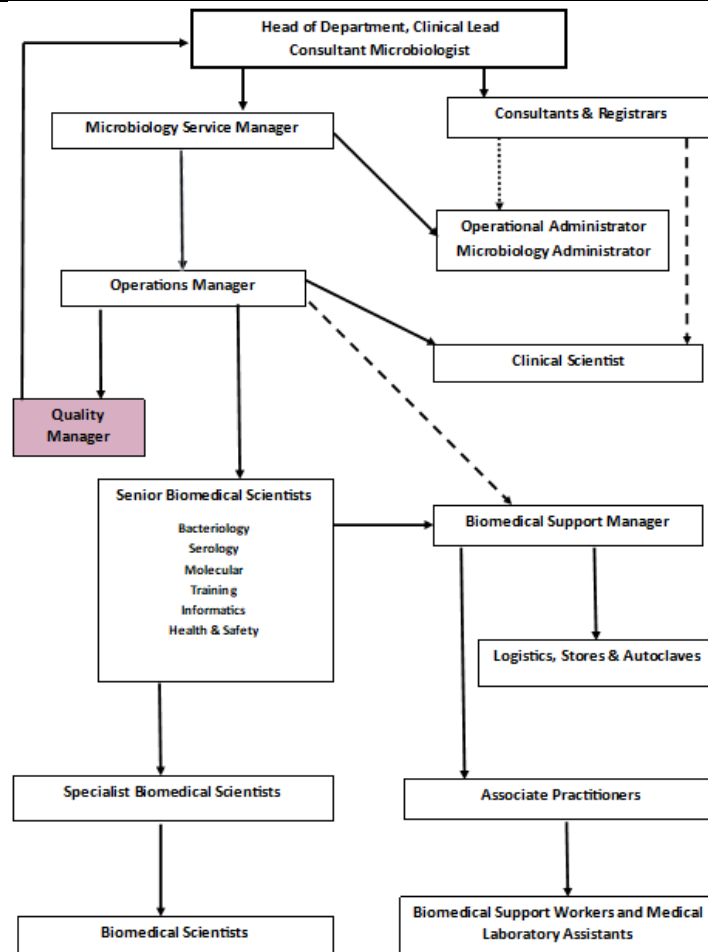 Head of Department, Clinical Lead
Consultant Microbiologist
Microbiology Service Manager
Consultants & Registrars
Operational Administrator
Microbiology Administrator
Operations Manager
Clinical Scientist
Quality
Manager
Senior Biomedical Scientists
Bacteriology
Serology
Molecular
Training
Informatics
Health & Safety
Biomedical Support Manager
Logistics, Stores & Autoclaves
Specialist Biomedical Scientists
Associate Practitioners
Biomedical Scientists
Biomedical Support Workers and Medical
Laboratory Assistants